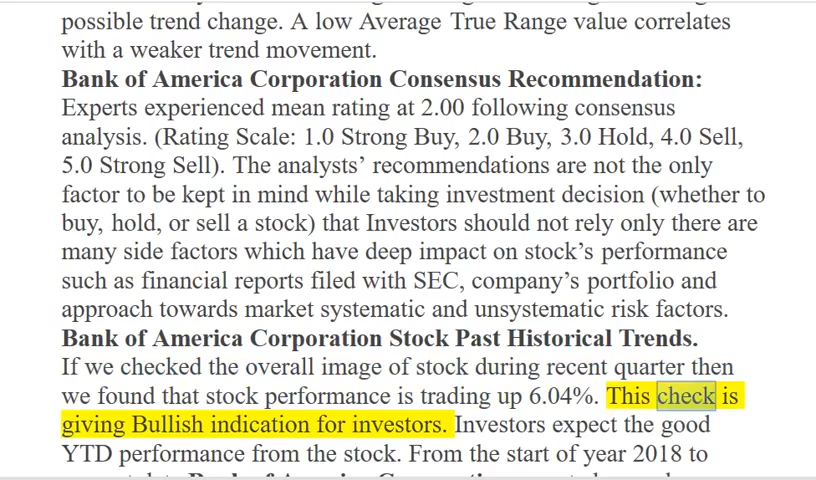 possible trend change. A low Average True Range value correlates
with a weaker trend movement.
Bank of America Corporation Consensus Recommendation:
Experts experienced mean rating at 2.00 following consensus
analysis. (Rating Scale: 1.0 Strong Buy, 2.0 Buy, 3.0 Hold, 4.0 Sell,
5.0 Strong Sell). The analysts’ recommendations are not the only
factor to be kept in mind while taking investment decision (whether to
buy, hold, or sell a stock) that Investors should not rely only there are
many side factors which have deep impact on stock’s performance
such as financial reports filed with SEC, company’s portfolio and
approach towards market systematic and unsystematic risk factors.
Bank of America Corporation Stock Past Historical Trends.
If we checked the overall image of stock during recent quarter then
we found that stock performance is trading up 6.04%. This check is
giving Bullish indication for investors. Investors expect the good
YTD performance from the stock. From the start of year 2018 to